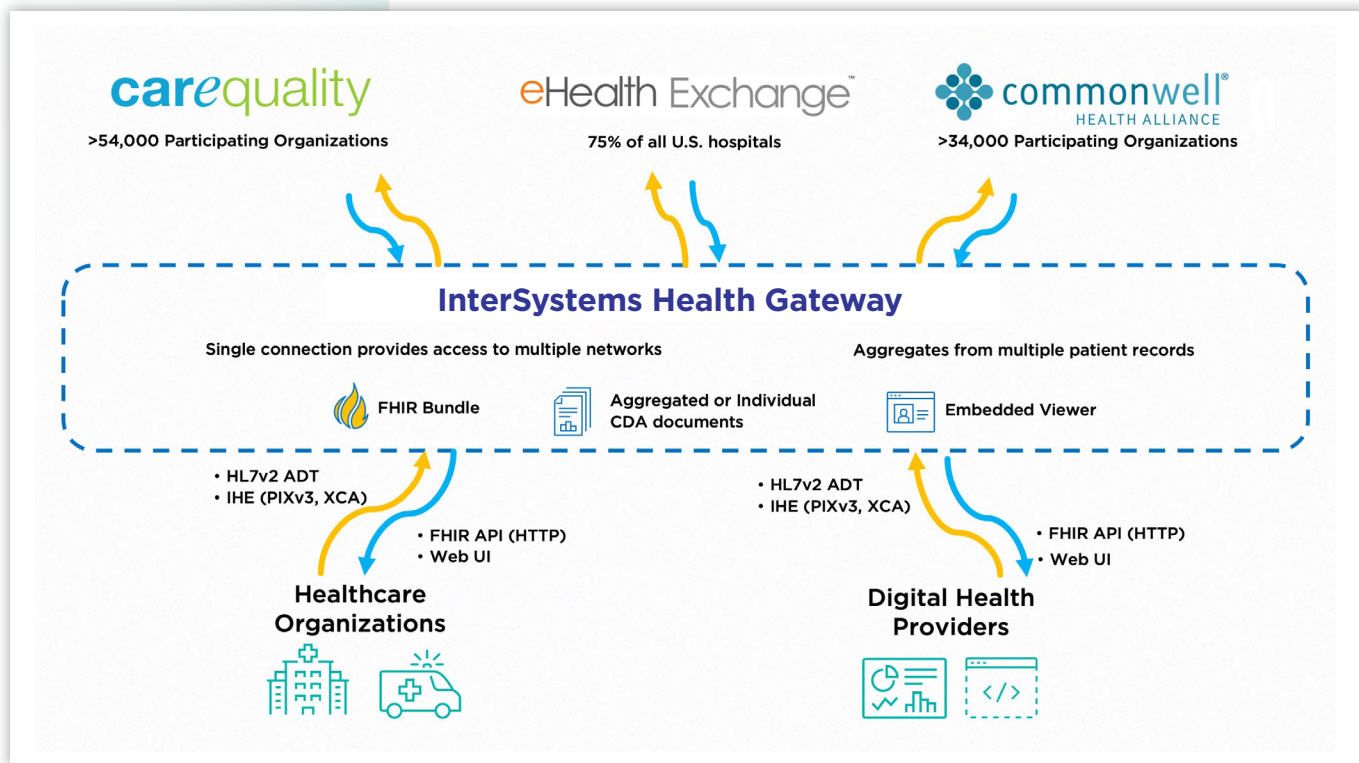 carequality
>54,000 Participating Organizations
eHealth Exchange™
75% of all U.S. hospitals
commonwell®
HEALTH ALLIANCE
>34,000 Participating Organizations
InterSystems Health Gateway
Single connection provides access to multiple networks
Aggregates from multiple patient records
FHIR Bundle
Aggregated or Individual
CDA documents
Embedded Viewer
• HL7v2 ADT
• IHE (PIXv3, XCA)
• FHIR API (HTTP)
• Web UI
Healthcare
Organizations
• HL7v2 ADT
• IHE (PIXv3, XCA)
• FHIR API (HTTP)
• Web UI
Digital Health
Providers